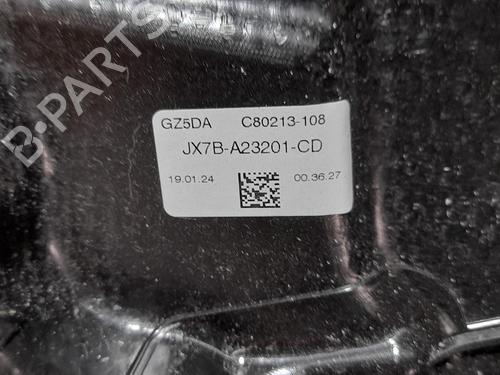 B-PARTS
GZ5DA C80213-108
JX7B-A23201-CD
19.01.24 00.36.27